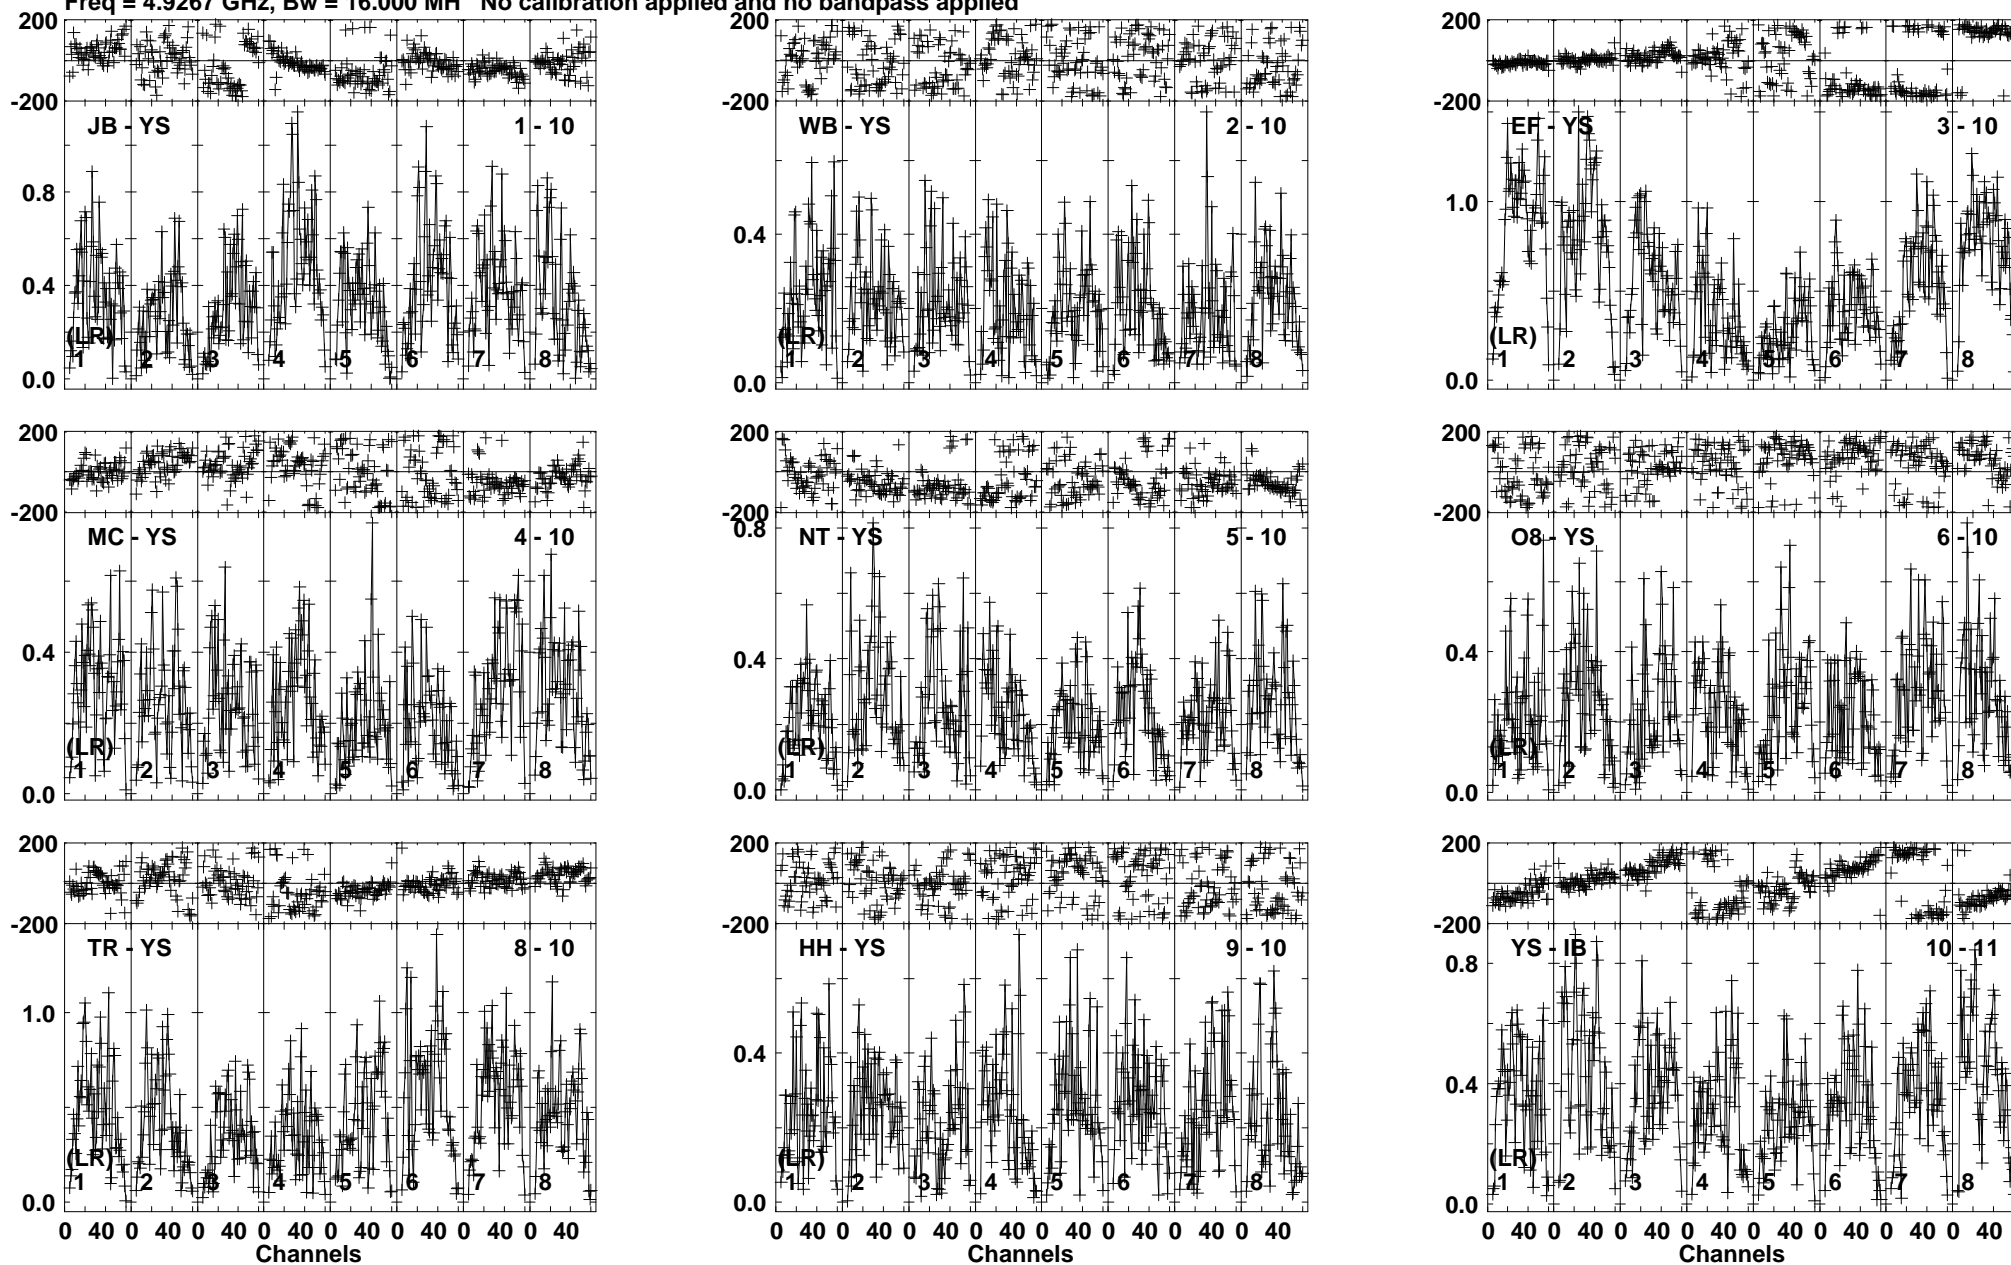 Freq = 4.9267 GHz, Bw = 16.000 MH No calibration applied and no bandpass applied
200 200 200
-200 -200 -200
JB - YS 1 - 10 WB - YS 2 - 10 EF - YS 3 - 10
0.8 0.4 1.0
0.4
(LR) (LR) (LR)
1 2 3 4 5 6 7 8 1 2 3 4 5 6 7 8 1 2 3 4 5 6 7 8
0.0 0.0 0.0
200 200 200
-200 -200 -200
MC - YS 4 - 10 NT - YS 5 - 10 O8 - YS 6 - 10
0.8
0.4 0.4 0.4
(LR) (LR) (LR)
1 2 3 4 5 6 7 8 1 2 3 4 5 6 7 8 1 2 3 4 5 6 7 8
0.0 0.0 0.0
200 200 200
-200 -200 -200
TR - YS 8 - 10 HH - YS 9 - 10 YS - IB 10 - 11
1.0 0.4 0.8
0.4
(LR) (LR) (LR)
1 2 3 4 5 6 7 8 1 2 3 4 5 6 7 8 1 2 3 4 5 6 7 8
0.0 0.0 0.0
0 40 0 40 0 40 0 40 0 40 0 40 0 40 0 40 0 40 0 40 0 40 0 40 0 40 0 40 0 40 0 40 0 40 0 40 0 40 0 40 0 40 0 40 0 40 0 40
Channels Channels Channels